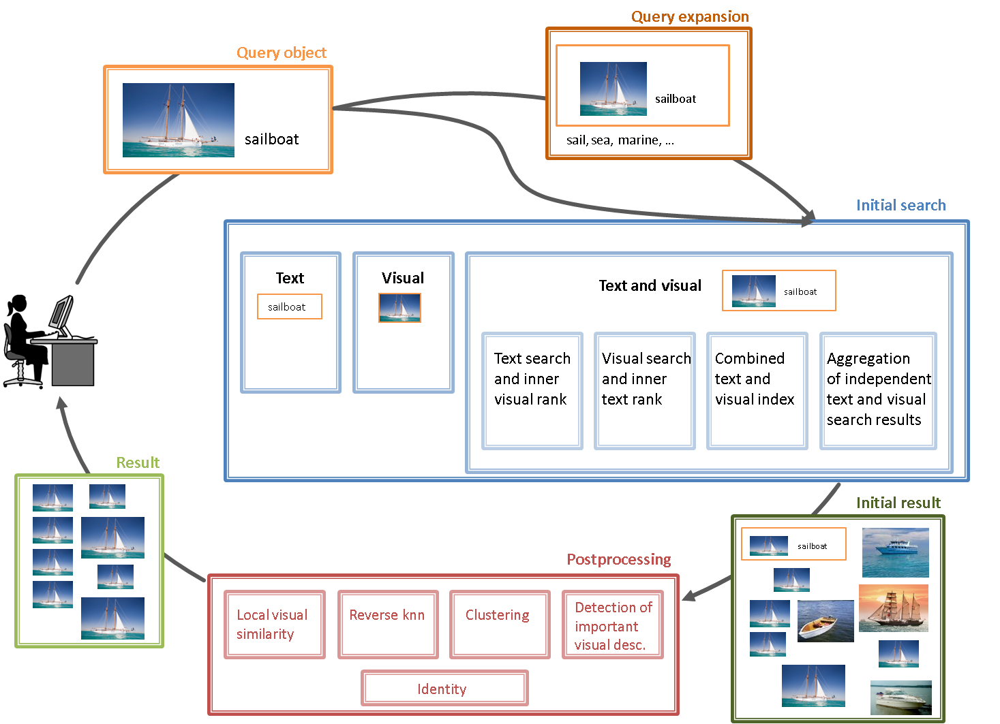 Query expansion
Query object
sailboat
sailboat
sail, sea, marine, ...
Initial search
Text
sailboat
Visual
Text and visual
sailboat
Text search
and inner
visual rank
Visual search
and inner
text rank
Combined
text and
visual index
Aggregation
of independent
text and visual
search results
Result
Initial result
sailboat
Postprocessing
Local visual
similarity
Reverse knn
Clustering
Detection of
important
visual desc.
Identity